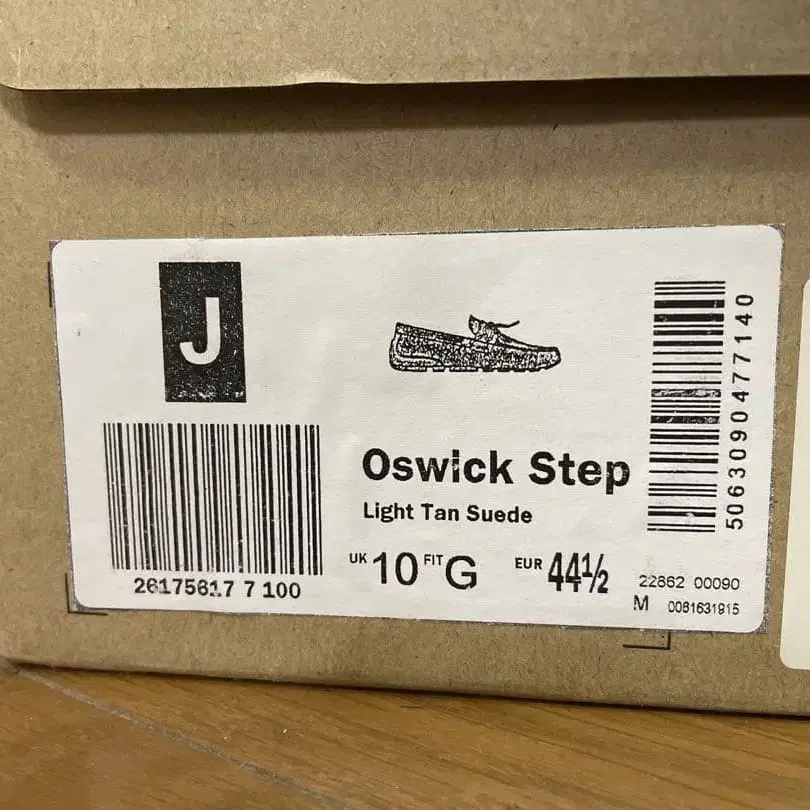 J
26175617 7 100
Oswick Step
Light Tan Suede
UK 10 FIT G EUR 44½
5063090477140
22862 00090
M 0081631915